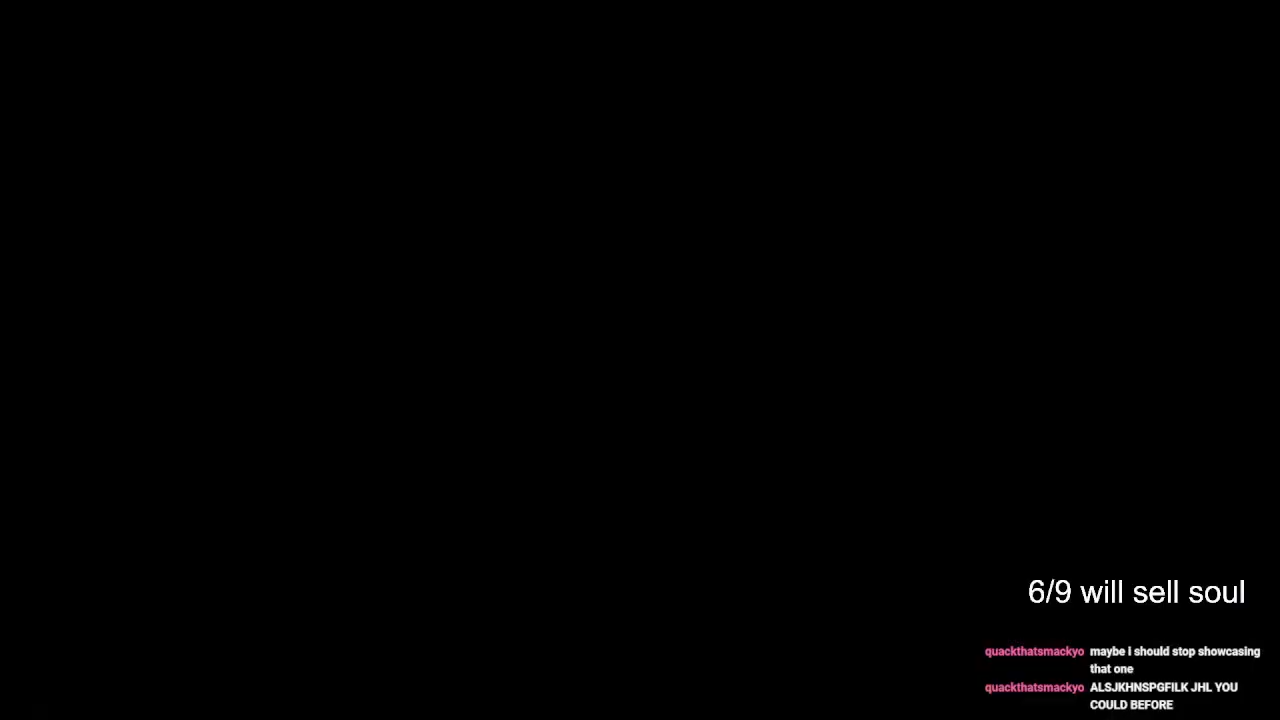 6/9 will sell soul
quackthatsmackyo maybe i should stop showcasing
that one
quackthatsmackyo ALSJKHNSPGFILK JHL YOU
COULD BEFORE